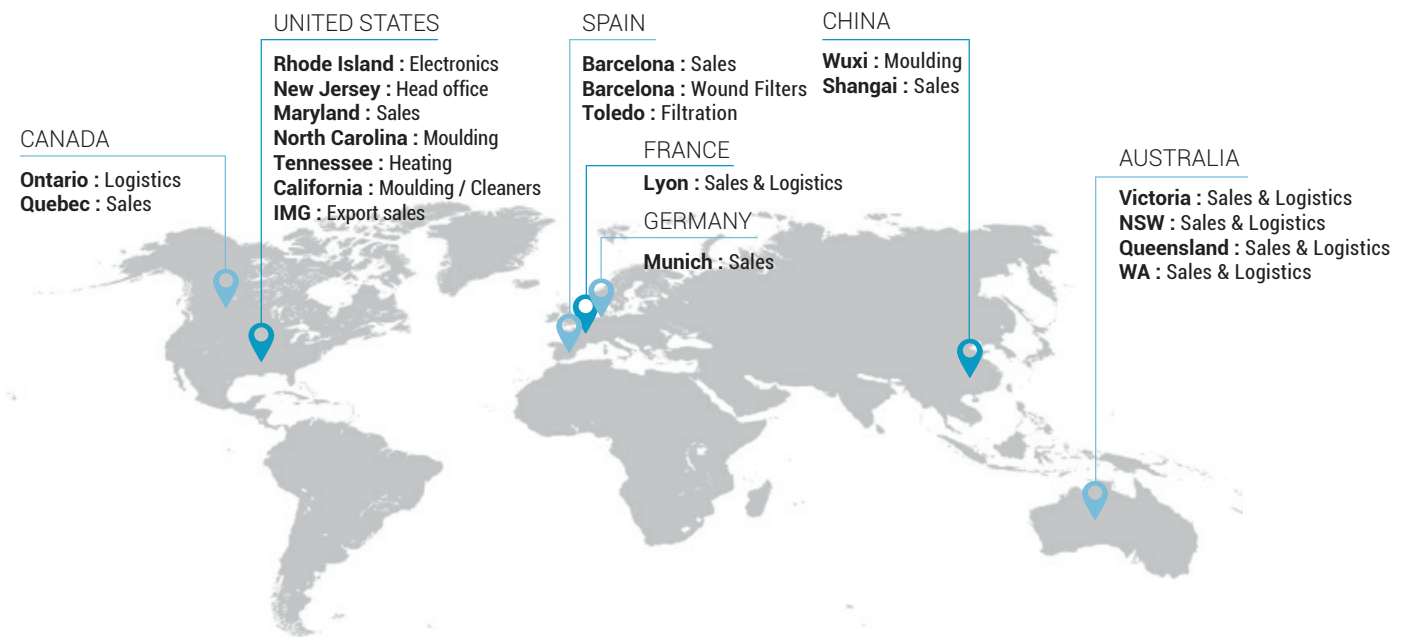 UNITED STATES
Rhode Island : Electronics
New Jersey : Head office
Maryland : Sales
North Carolina : Moulding
Tennessee : Heating
California : Moulding / Cleaners
IMG : Export sales
SPAIN
Barcelona : Sales
Barcelona : Wound Filters
Toledo : Filtration
CHINA
Wuxi : Moulding
Shangai : Sales
CANADA
Ontario : Logistics
Quebec : Sales
FRANCE
Lyon : Sales & Logistics
GERMANY
Munich : Sales
AUSTRALIA
Victoria : Sales & Logistics
NSW : Sales & Logistics
Queensland : Sales & Logistics
WA : Sales & Logistics